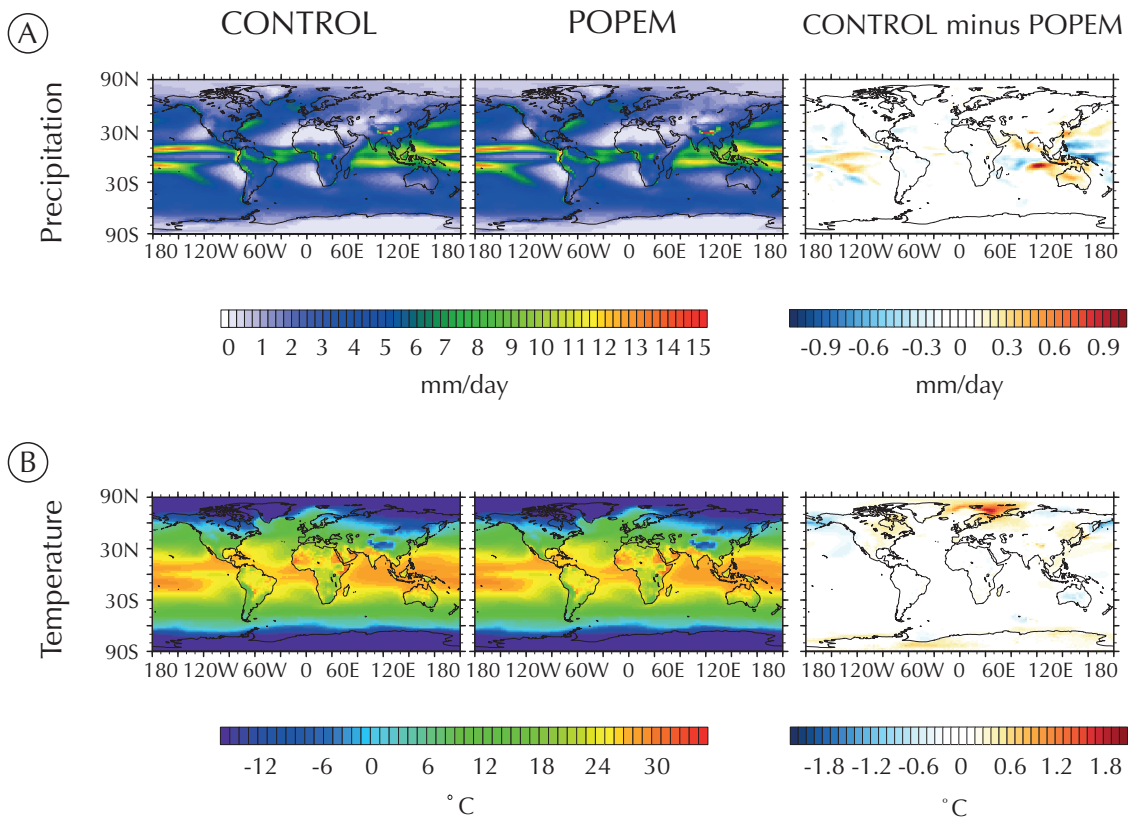 CONTROL POPEM CONTROL minus POPEM
A
Precipitation
90N
30N
30S
90S
180 120W 60W 0 60E 120E 180 120W 60W 0 60E 120E 180
180 120W 60W 0 60E 120E 180
0 1 2 3 4 5 6 7 8 9 10 11 12 13 14 15
mm/day
-0.9 -0.6 -0.3 0 0.3 0.6 0.9
mm/day
B
Temperature
90N
30N
30S
90S
180 120W 60W 0 60E 120E 180 120W 60W 0 60E 120E 180
180 120W 60W 0 60E 120E 180
-12 -6 0 6 12 18 24 30
°C
-1.8 -1.2 -0.6 0 0.6 1.2 1.8
°C